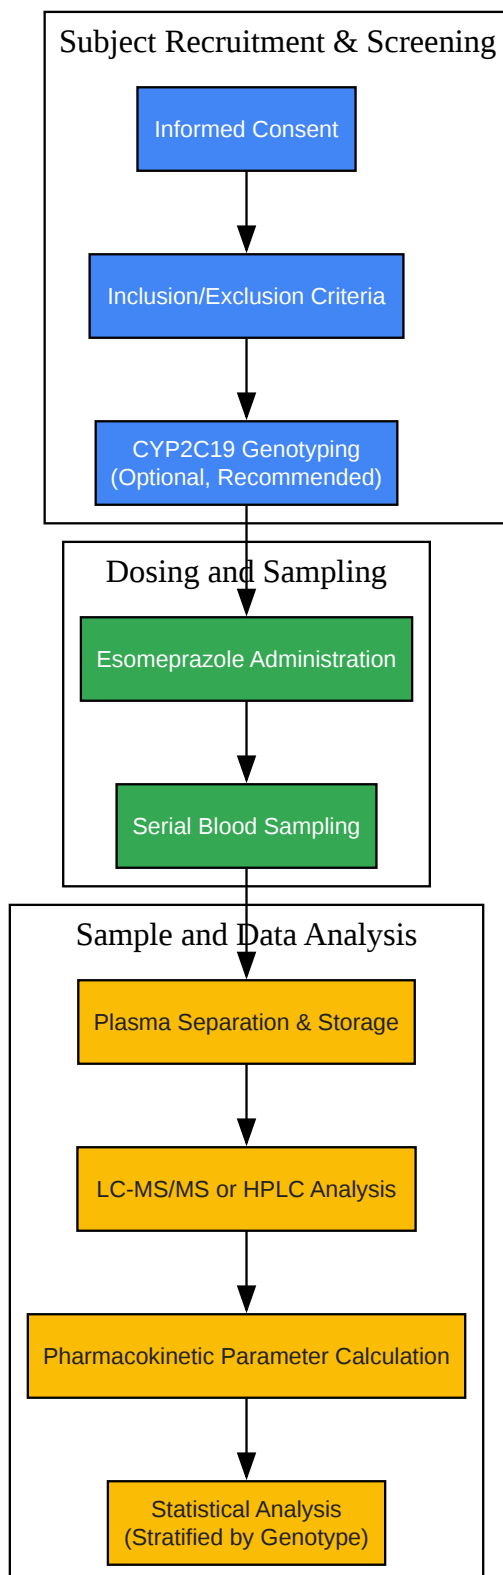 Subject Recruitment & Screening
Informed Consent
Inclusion/Exclusion Criteria
CYP2C19 Genotyping
(Optional, Recommended)
Dosing and Sampling
Esomeprazole Administration
Serial Blood Sampling
Sample and Data Analysis
Plasma Separation & Storage
LC-MS/MS or HPLC Analysis
Pharmacokinetic Parameter Calculation
Statistical Analysis
(Stratified by Genotype)